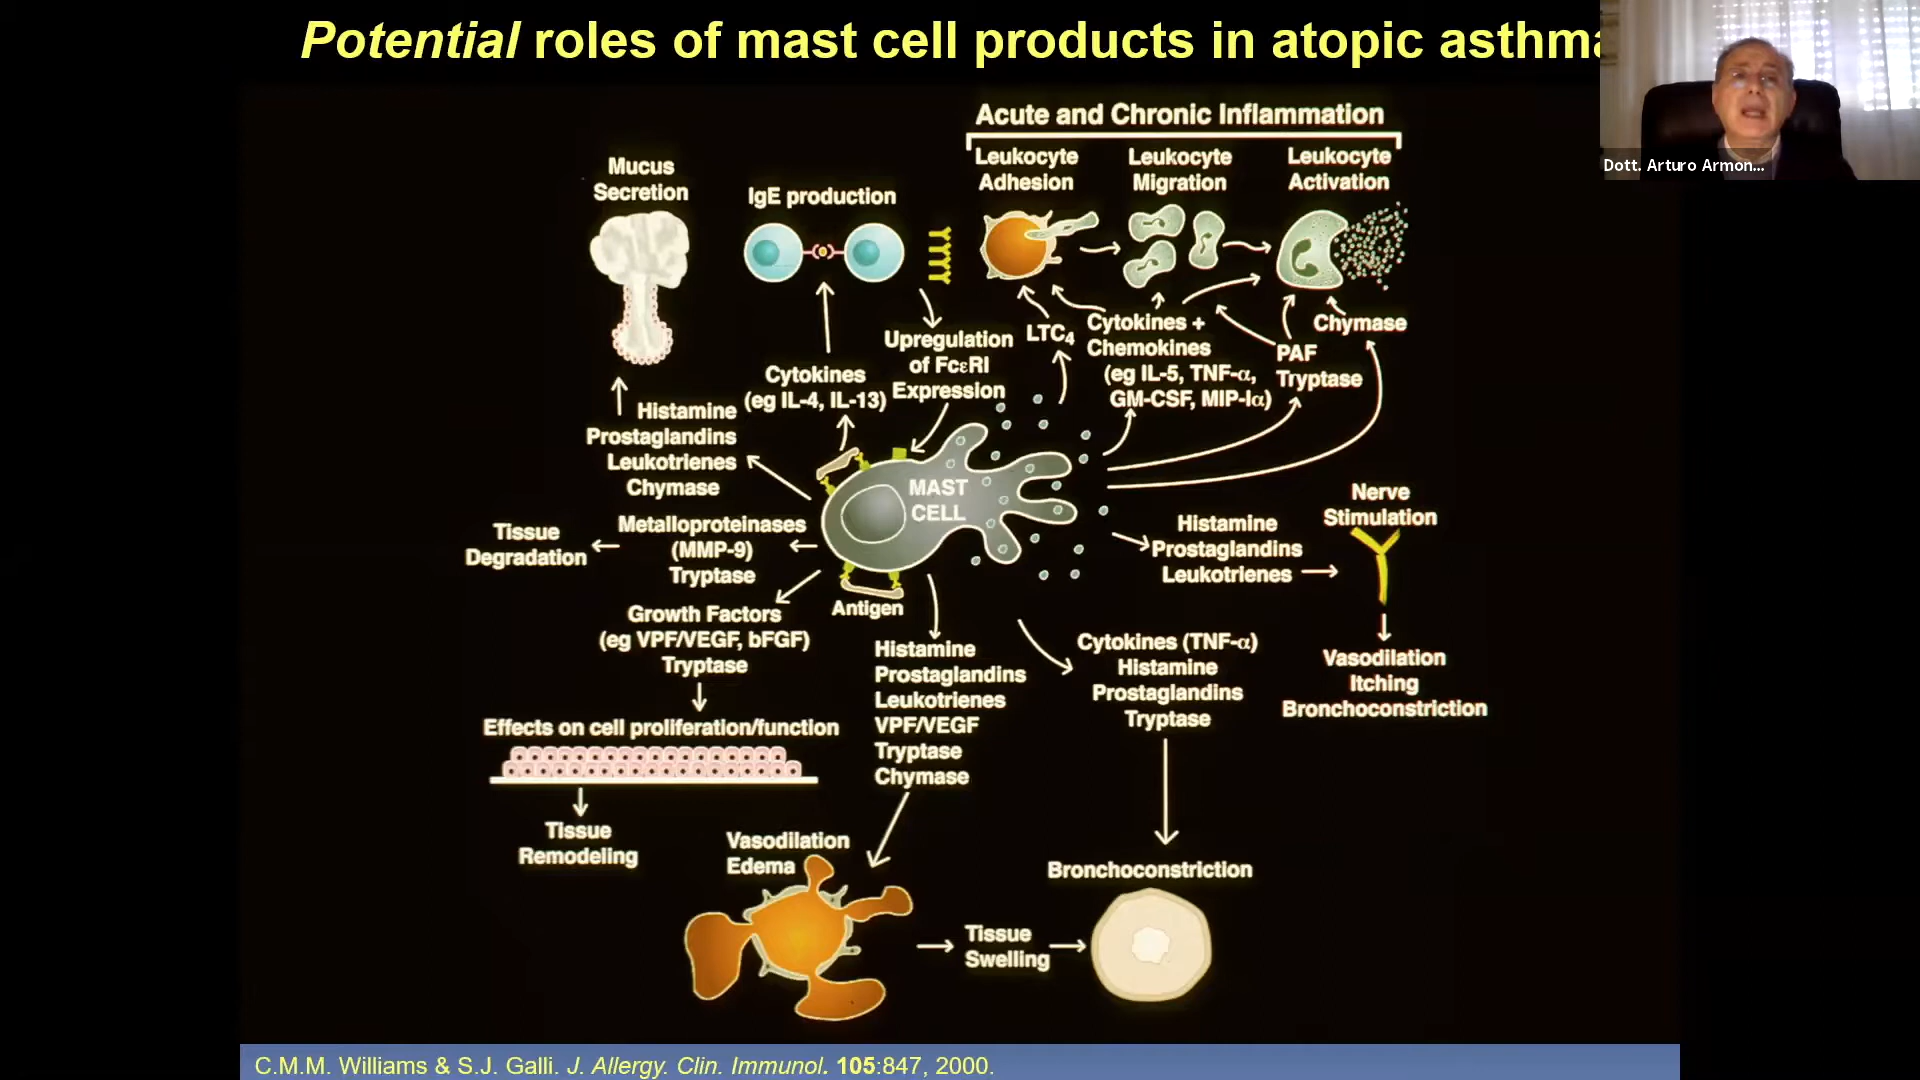 Potential roles of mast cell products in atopic asthma
Dott. Arturo Armon...
Acute and Chronic Inflammation
Leukocyte
Adhesion
Leukocyte
Migration
Leukocyte
Activation
Mucus
Secretion
IgE production
Upregulation
of FcεRI
Expression
LTC4
Cytokines +
Chemokines
(eg IL-5, TNF-α,
GM-CSF, MIP-Iα)
PAF
Tryptase
Chymase
Cytokines
(eg IL-4, IL-13)
Histamine
Prostaglandins
Leukotrienes
Chymase
MAST
CELL
Nerve
Stimulation
Tissue
Degradation
Metalloproteinases
(MMP-9)
Tryptase
Histamine
Prostaglandins
Leukotrienes
Antigen
Growth Factors
(eg VPF/VEGF, bFGF)
Tryptase
Histamine
Prostaglandins
Leukotrienes
VPF/VEGF
Tryptase
Chymase
Cytokines (TNF-α)
Histamine
Prostaglandins
Tryptase
Vasodilation
Itching
Bronchoconstriction
Effects on cell proliferation/function
Tissue
Remodeling
Vasodilation
Edema
Bronchoconstriction
Tissue
Swelling
C.M.M. Williams & S.J. Galli. J. Allergy. Clin. Immunol. 105:847, 2000.